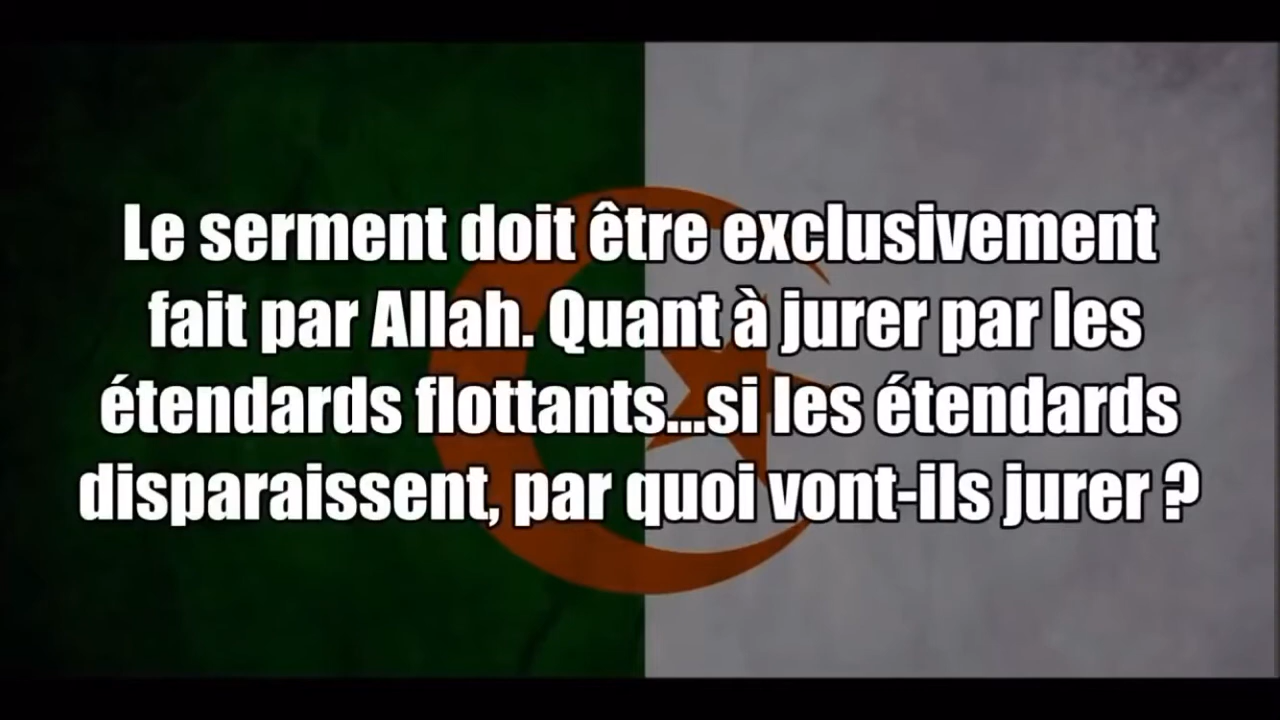 Le serment doit être exclusivement
fait par Allah. Quant à jurer par les
étendards flottants...si les étendards
disparaissent, par quoi vont-ils jurer ?